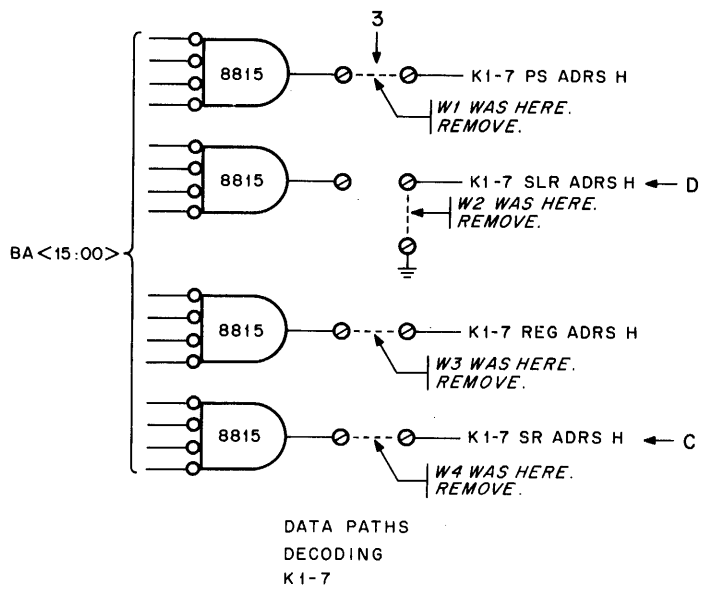 3
8815
K1-7 PS ADRS H
W1 WAS HERE.
REMOVE.
8815
K1-7 SLR ADRS H
D
W2 WAS HERE.
REMOVE.
BA<15:00>
8815
K1-7 REG ADRS H
W3 WAS HERE.
REMOVE.
8815
K1-7 SR ADRS H
C
W4 WAS HERE.
REMOVE.
DATA PATHS
DECODING
K1-7